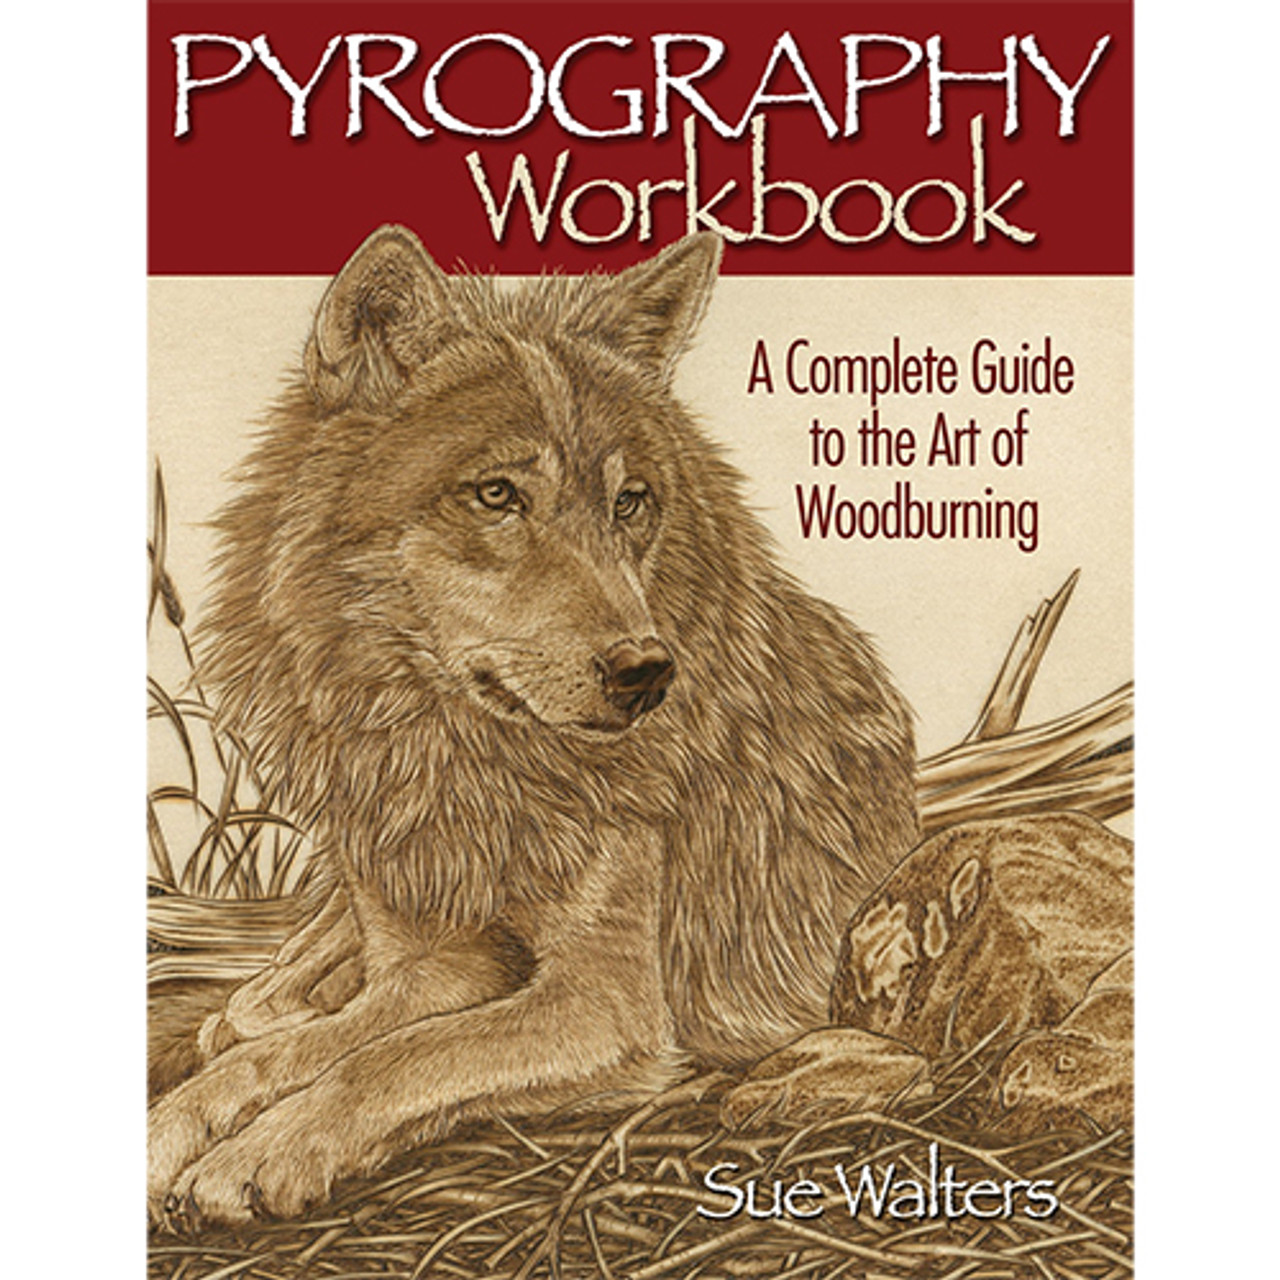 PYROGRAPHY
Workbook
A Complete Guide
to the Art of
Woodburning
Sue Walters